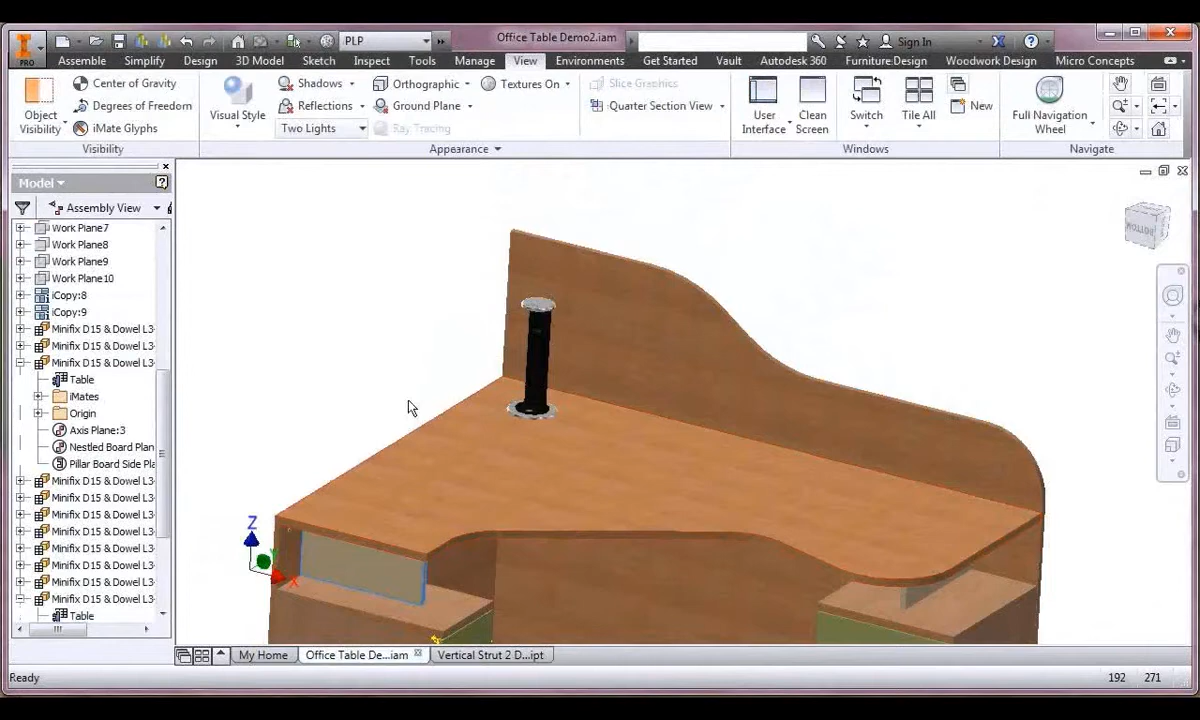 PRO
PLP
Office Table Demo2.iam
Sign In
Assembly Simplify Design 3D Model Sketch Inspect Tools Manage View Environments Get Started Vault Autodesk 360 Furniture Design Woodwork Design Micro Concepts
Object Visibility
Center of Gravity
Degrees of Freedom
iMate Glyphs
Visibility
Visual Style
Shadows
Reflections
Two Lights
Orthographic
Ground Plane
Ray Tracing
Textures On
Appearance
Slice Graphics
Quarter Section View
User Interface
Clean Screen
Switch
Tile All
New
Windows
Full Navigation Wheel
Navigate
Model
Assembly View
Work Plane7
Work Plane8
Work Plane9
Work Plane10
iCopy:8
iCopy:9
Minifix D15 & Dowel L3
Minifix D15 & Dowel L3
Minifix D15 & Dowel L3
Table
iMates
Origin
Axis Plane:3
Nestled Board Plan
Pillar Board Side Pla
Minifix D15 & Dowel L3
Minifix D15 & Dowel L3
Minifix D15 & Dowel L3
Minifix D15 & Dowel L3
Minifix D15 & Dowel L3
Minifix D15 & Dowel L3
Minifix D15 & Dowel L3
Minifix D15 & Dowel L3
Table
BOTTOM
Z
X
My Home
Office Table De...iam
Vertical Strut 2 D...ipt
Ready
192 271